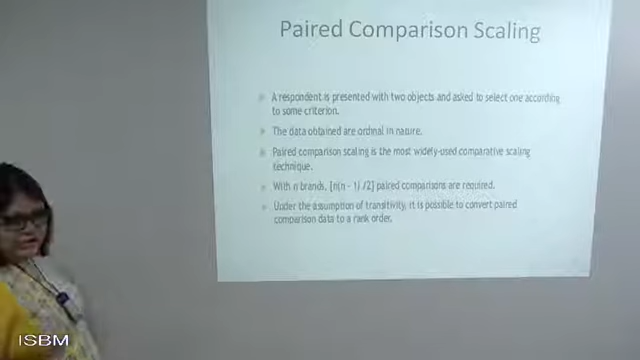 Paired Comparison Scaling
A respondent is presented with two objects and asked to select one according
to some criterion.
The data obtained are ordinal in nature.
Paired comparison scaling is the most widely-used comparative scaling
technique.
With n brands, [n(n - 1) /2] paired comparisons are required.
Under the assumption of transitivity, it is possible to convert paired
comparison data to a rank order.
ISBM